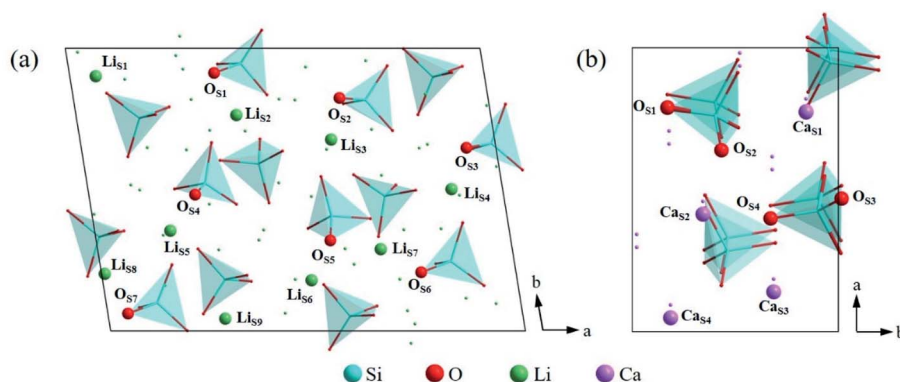 (a)
Li_S1
O_S1
Li_S2
O_S2
Li_S3
O_S3
O_S4
Li_S4
Li_S5
O_S5
Li_S7
Li_S8
Li_S6
O_S6
O_S7
Li_S9
b
a
(b)
O_S1
Ca_S1
O_S2
Ca_S2
O_S4
O_S3
Ca_S3
Ca_S4
a
b
Si O Li Ca